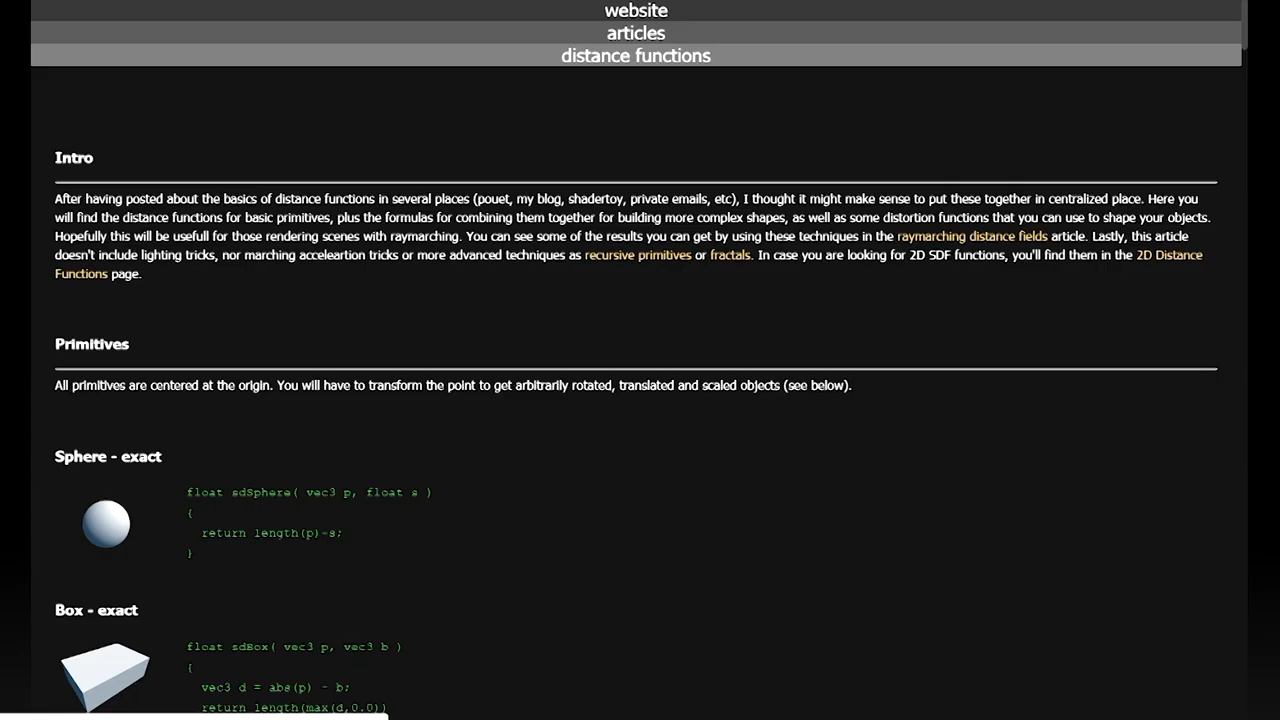 website
articles
distance functions
Intro
After having posted about the basics of distance functions in several places (pouet, my blog, shadertoy, private emails, etc), I thought it might make sense to put these together in centralized place. Here you
will find the distance functions for basic primitives, plus the formulas for combining them together for building more complex shapes, as well as some distortion functions that you can use to shape your objects.
Hopefully this will be usefull for those rendering scenes with raymarching. You can see some of the results you can get by using these techniques in the raymarching distance fields article. Lastly, this article
doesn't include lighting tricks, nor marching acceleartion tricks or more advanced techniques as recursive primitives or fractals. In case you are looking for 2D SDF functions, you'll find them in the 2D Distance
Functions page.
Primitives
All primitives are centered at the origin. You will have to transform the point to get arbitrarily rotated, translated and scaled objects (see below).
Sphere - exact
float sdSphere( vec3 p, float s )
{
return length(p)-s;
}
Box - exact
float sdBox( vec3 p, vec3 b )
{
vec3 d = abs(p) - b;
return length(max(d,0.0))